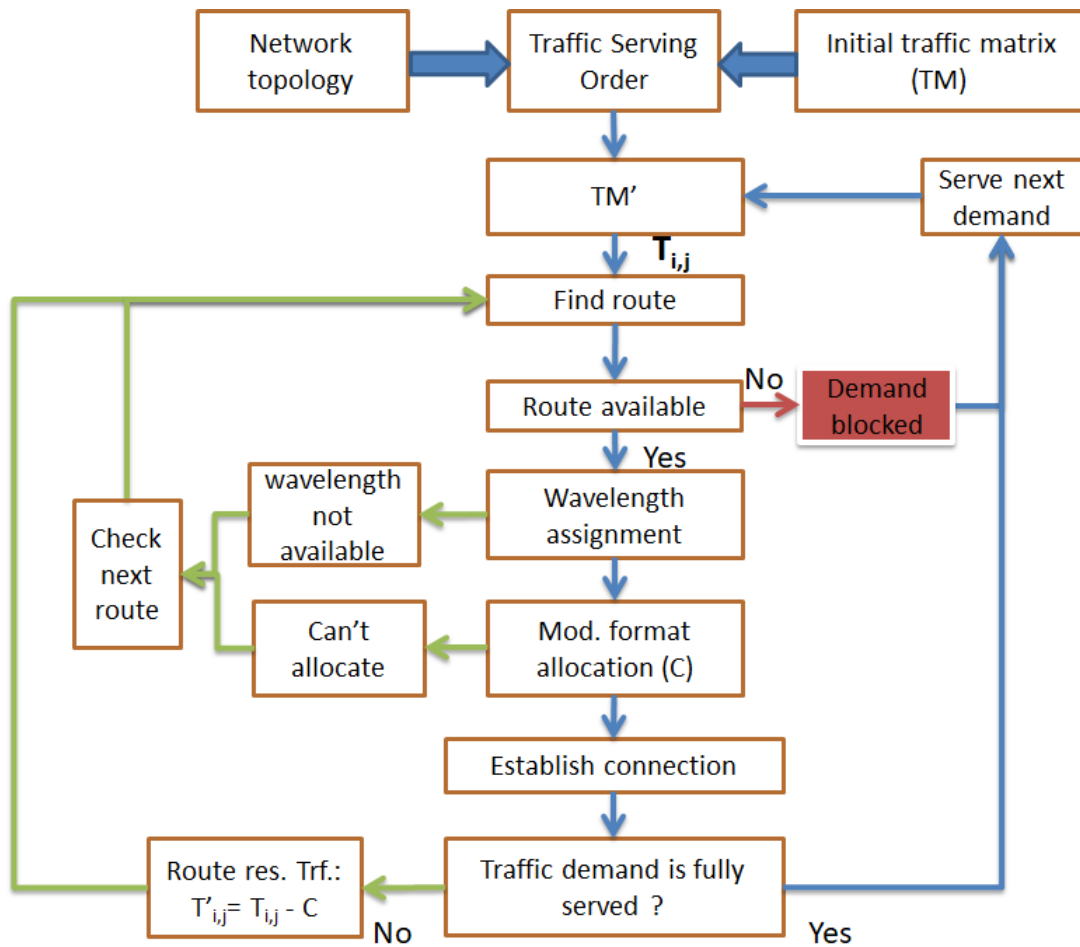 Network
topology
Traffic Serving
Order
Initial traffic matrix
(TM)
TM’
Serve next
demand
T i,j
Find route
Route available
No
Demand
blocked
Yes
wavelength
not
available
Wavelength
assignment
Check
next
route
Can’t
allocate
Mod. format
allocation (C)
Establish connection
Route res. Trf.:
T’i,j= Ti,j - C
No
Traffic demand is fully
served ?
Yes